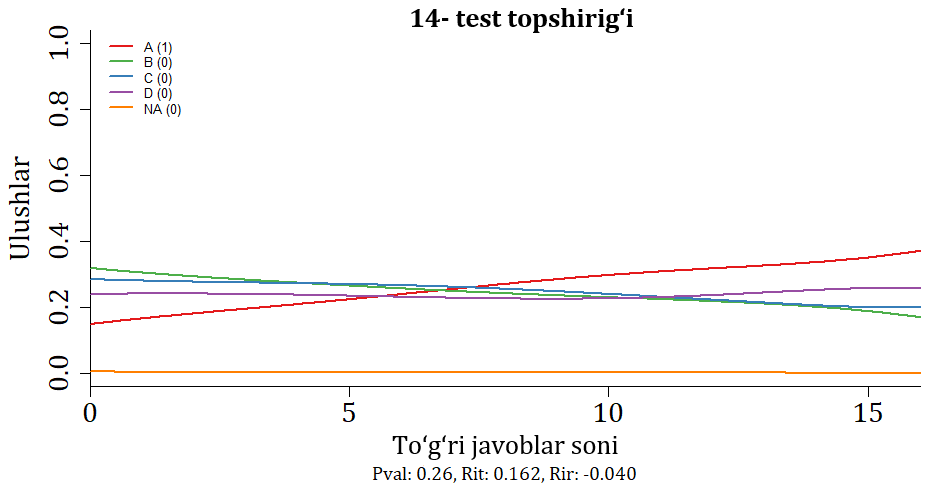 14- test topshirig‘i
A (1)
B (0)
C (0)
D (0)
NA (0)
Ulushlar
1.0
0.8
0.6
0.4
0.2
0.0
0 5 10 15
To‘g‘ri javoblar soni
Pval: 0.26, Rit: 0.162, Rir: -0.040